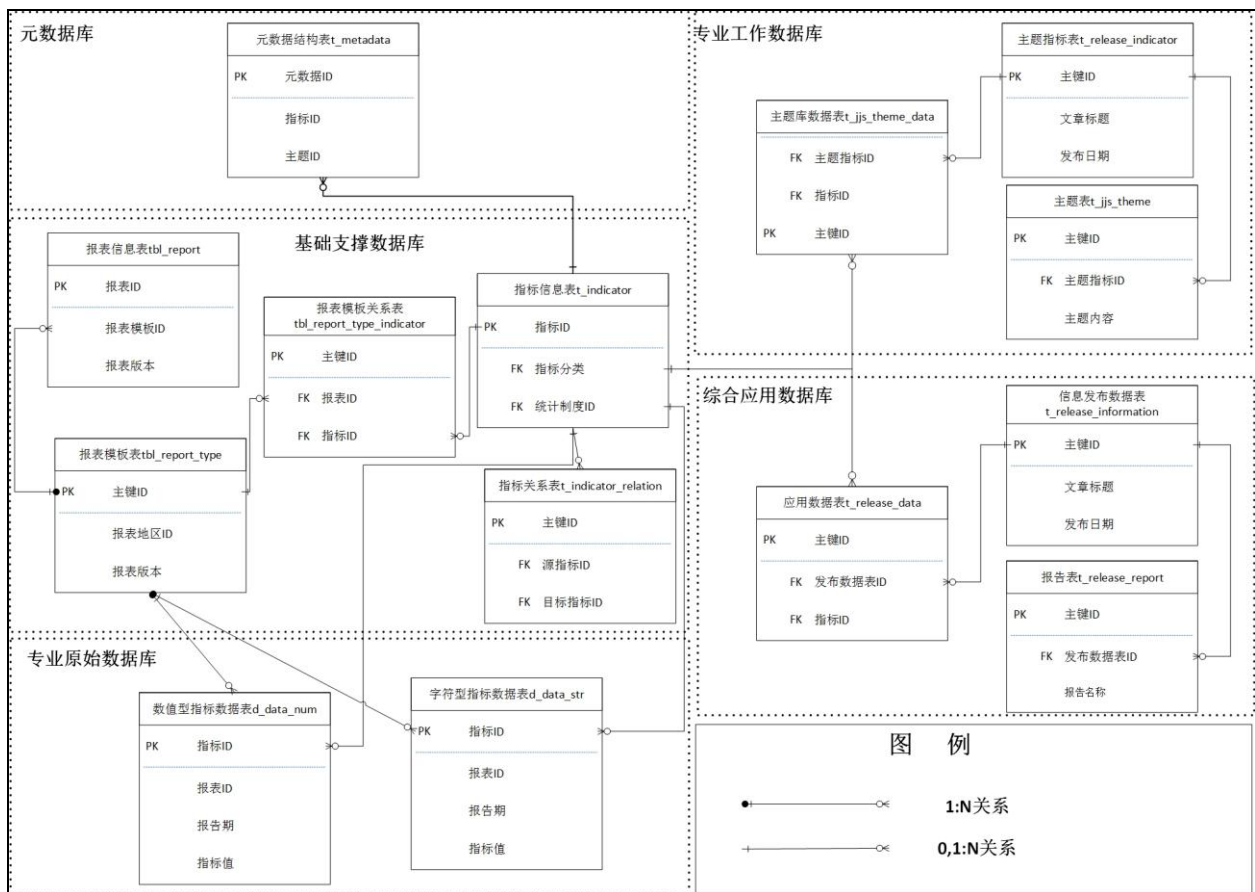 元数据库
元数据结构表t_metadata
PK 元数据ID
指标ID
主题ID
基础支撑数据库
报表信息表tbl_report
PK 报表ID
报表模板ID
报表版本
报表模板关系表
tbl_report_type_indicator
PK 主键ID
FK 报表ID
FK 指标ID
指标信息表t_indicator
PK 指标ID
FK 指标分类
FK 统计制度ID
报表模板表tbl_report_type
PK 主键ID
报表地区ID
报表版本
指标关系表t_indicator_relation
PK 主键ID
FK 源指标ID
FK 目标指标ID
专业原始数据库
数值型指标数据表d_data_num
PK 指标ID
报表ID
报告期
指标值
字符型指标数据表d_data_str
PK 指标ID
报表ID
报告期
指标值
专业工作数据库
主题指标表t_release_indicator
PK 主键ID
文章标题
发布日期
主题库数据表t_jjs_theme_data
FK 主题指标ID
FK 指标ID
PK 主键ID
主题表t_jjs_theme
PK 主键ID
FK 主题指标ID
主题内容
综合应用数据库
信息发布数据表
t_release_information
PK 主键ID
文章标题
发布日期
应用数据表t_release_data
PK 主键ID
FK 发布数据表ID
FK 指标ID
报告表t_release_report
PK 主键ID
FK 发布数据表ID
报告名称
图 例
1:N关系
0,1:N关系